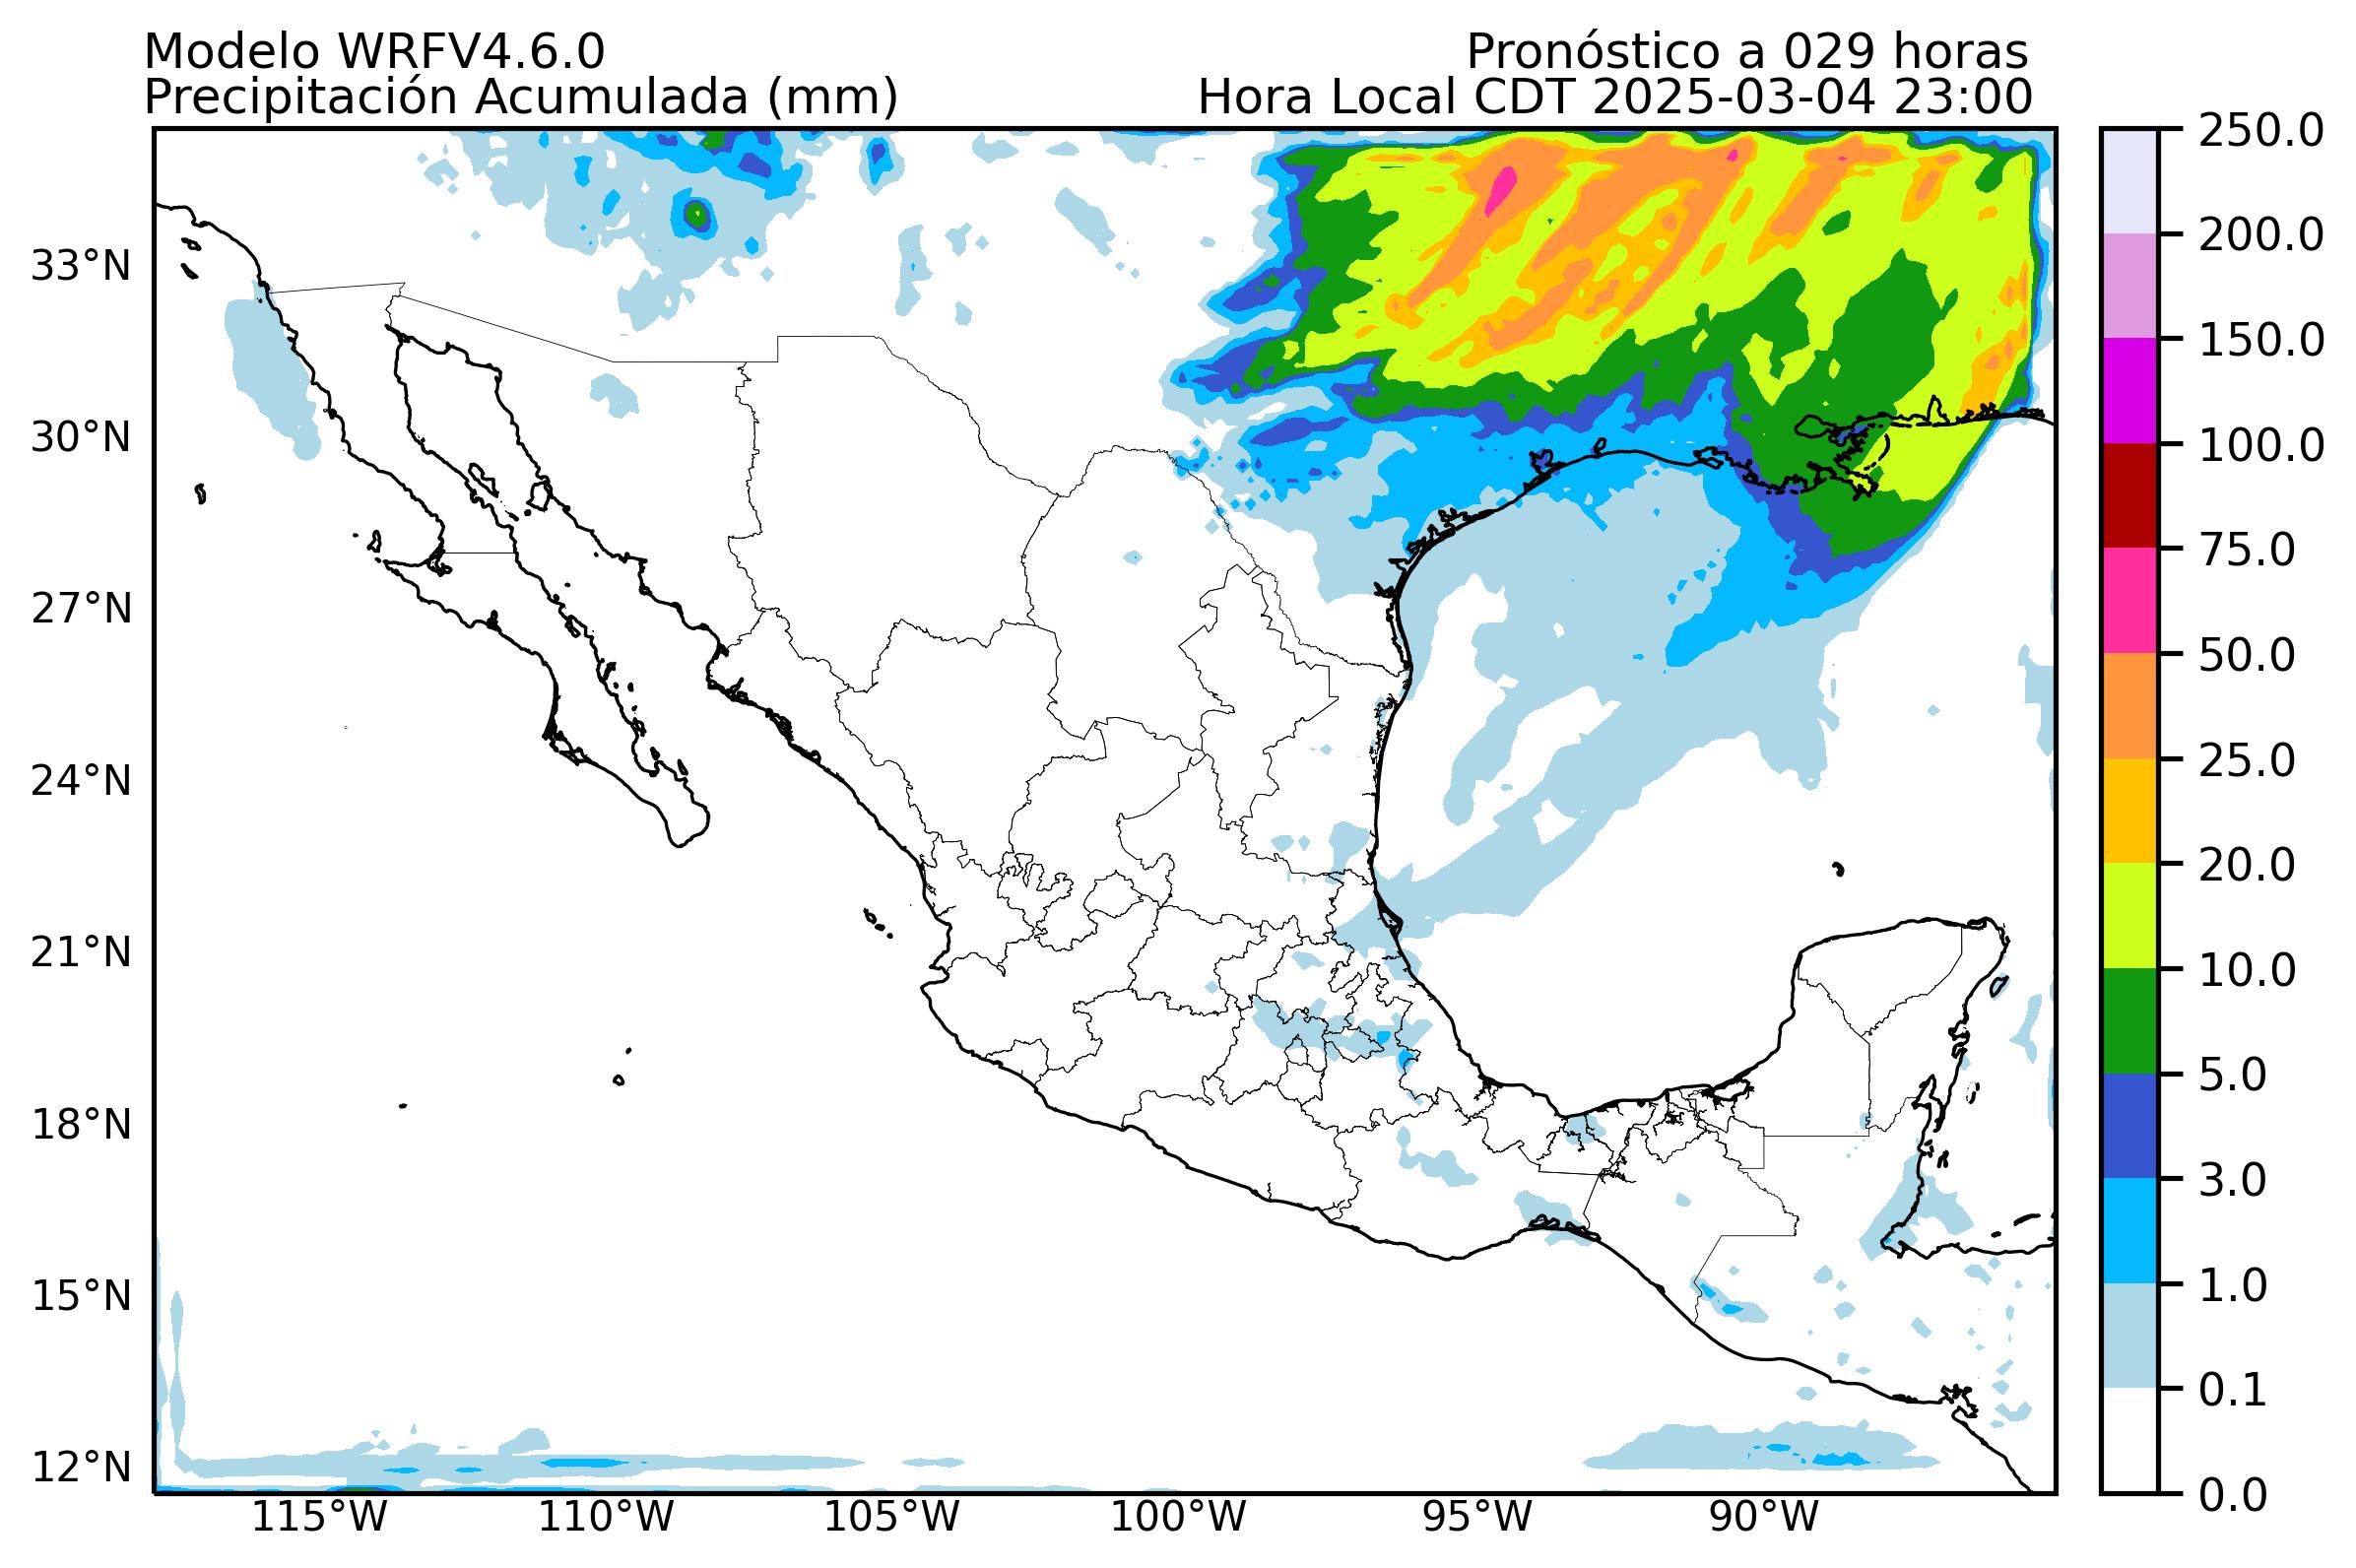 Modelo WRFV4.6.0
Pronóstico a 029 horas
Precipitación Acumulada (mm)
Hora Local CDT 2025-03-04 23:00
33°N
30°N
27°N
24°N
21°N
18°N
15°N
12°N
115°W
110°W
105°W
100°W
95°W
90°W
250.0
200.0
150.0
100.0
75.0
50.0
25.0
20.0
10.0
5.0
3.0
1.0
0.1
0.0